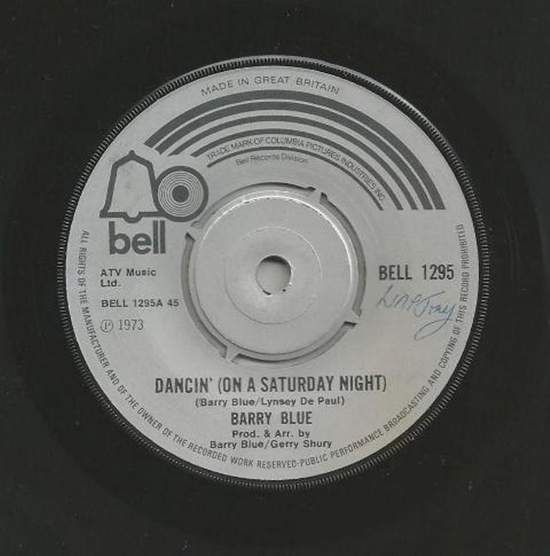 MADE IN GREAT BRITAIN
TRADE MARK OF COLUMBIA PICTURES INDUSTRIES INC.
Bell Records Division
bell
ATV Music
Ltd.
BELL 1295A 45
Ⓟ 1973
BELL 1295
DANCIN' (ON A SATURDAY NIGHT)
(Barry Blue/Lynsey De Paul)
BARRY BLUE
Prod. & Arr. by
Barry Blue/Gerry Shury
ALL RIGHTS OF THE MANUFACTURER AND OF THE OWNER OF THE RECORDED WORK RESERVED-PUBLIC PERFORMANCE BROADCASTING AND COPYING OF THIS RECORD PROHIBITED